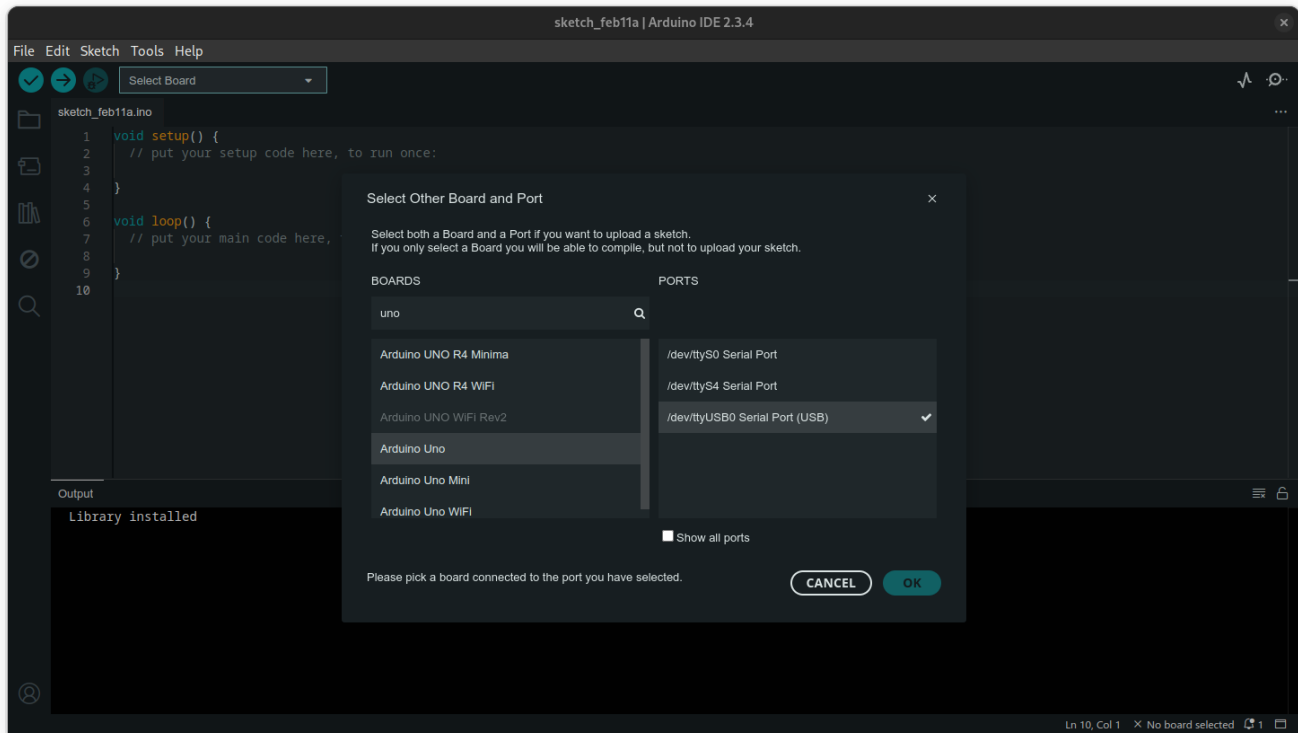 sketch_feb11a | Arduino IDE 2.3.4
File Edit Sketch Tools Help
Select Board
sketch_feb11a.ino
1 void setup() {
2 // put your setup code here, to run once:
3
4 }
5
6 void loop() {
7 // put your main code here,
8
9 }
10
Select Other Board and Port
Select both a Board and a Port if you want to upload a sketch.
If you only select a Board you will be able to compile, but not to upload your sketch.
BOARDS
PORTS
uno
Arduino UNO R4 Minima
Arduino UNO R4 WiFi
Arduino UNO WiFi Rev2
Arduino Uno
Arduino Uno Mini
Arduino Uno WiFi
/dev/ttyS0 Serial Port
/dev/ttyS4 Serial Port
/dev/ttyUSB0 Serial Port (USB)
Show all ports
Please pick a board connected to the port you have selected.
CANCEL
OK
Output
Library installed
Ln 10, Col 1 No board selected 1